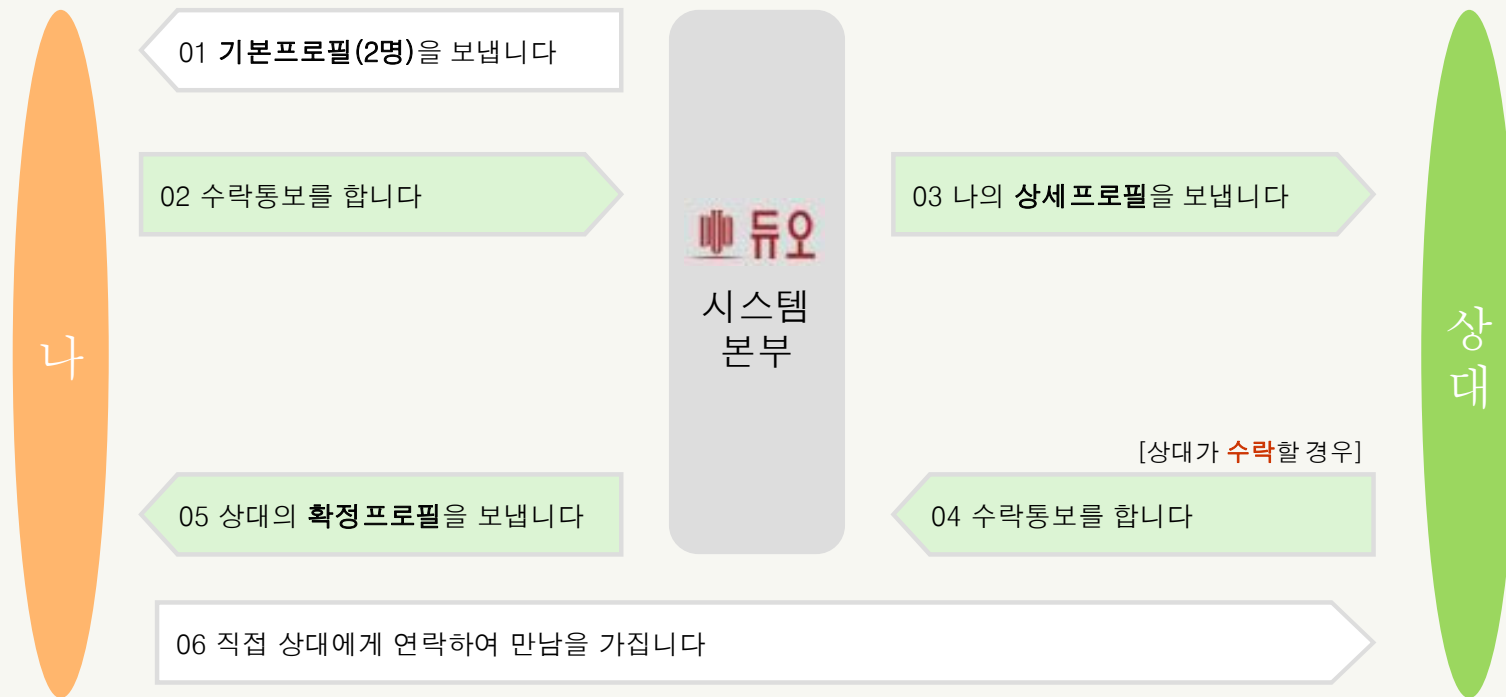 01 기본프로필(2명)을 보냅니다
02 수락통보를 합니다
03 나의 상세프로필을 보냅니다
듀오
시스템
본부
나
상
대
[상대가 수락할 경우]
05 상대의 확정프로필을 보냅니다
04 수락통보를 합니다
06 직접 상대에게 연락하여 만남을 가집니다